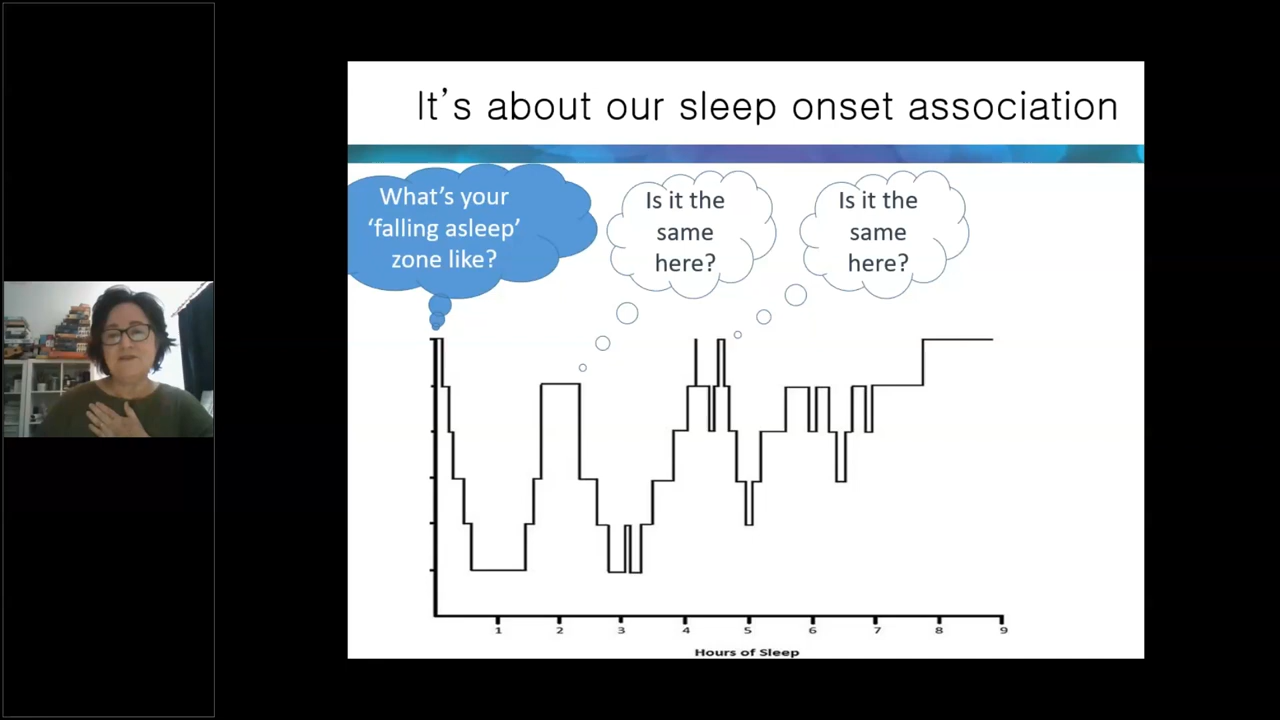 It's about our sleep onset association
What's your
'falling asleep'
zone like?
Is it the
same
here?
Is it the
same
here?
1 2 3 4 5 6 7 8 9
Hours of Sleep